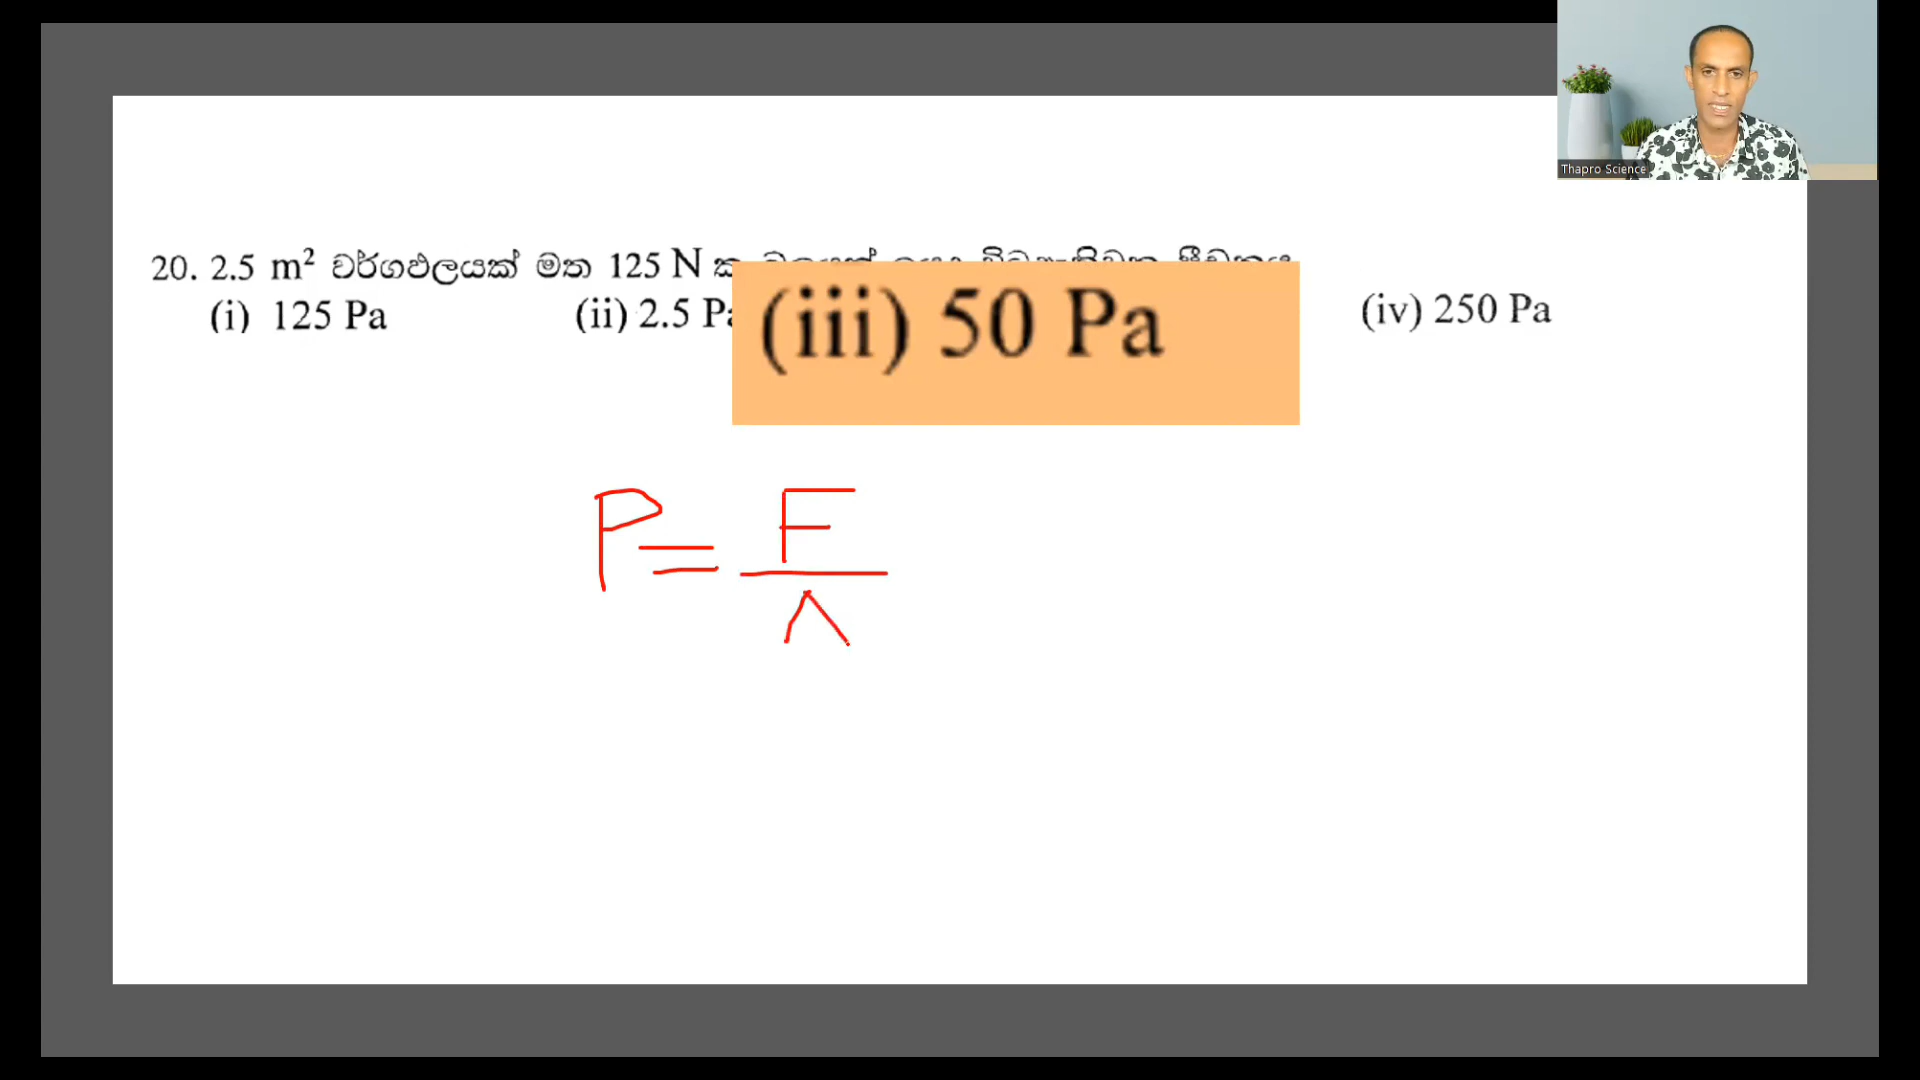 Thapro Science
20. 2.5 m² වර්ගඵලයක් මත 125 N ක
(i) 125 Pa (ii) 2.5 Pa (iii) 50 Pa (iv) 250 Pa
P = F / A